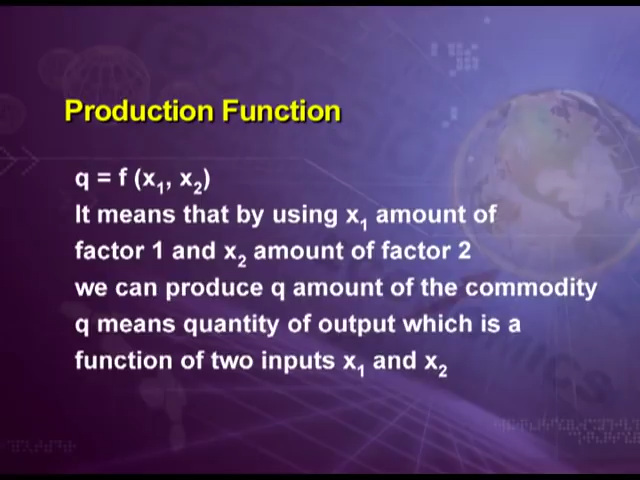 Production Function
q = f (x₁, x₂)
It means that by using x₁ amount of
factor 1 and x₂ amount of factor 2
we can produce q amount of the commodity
q means quantity of output which is a
function of two inputs x₁ and x₂